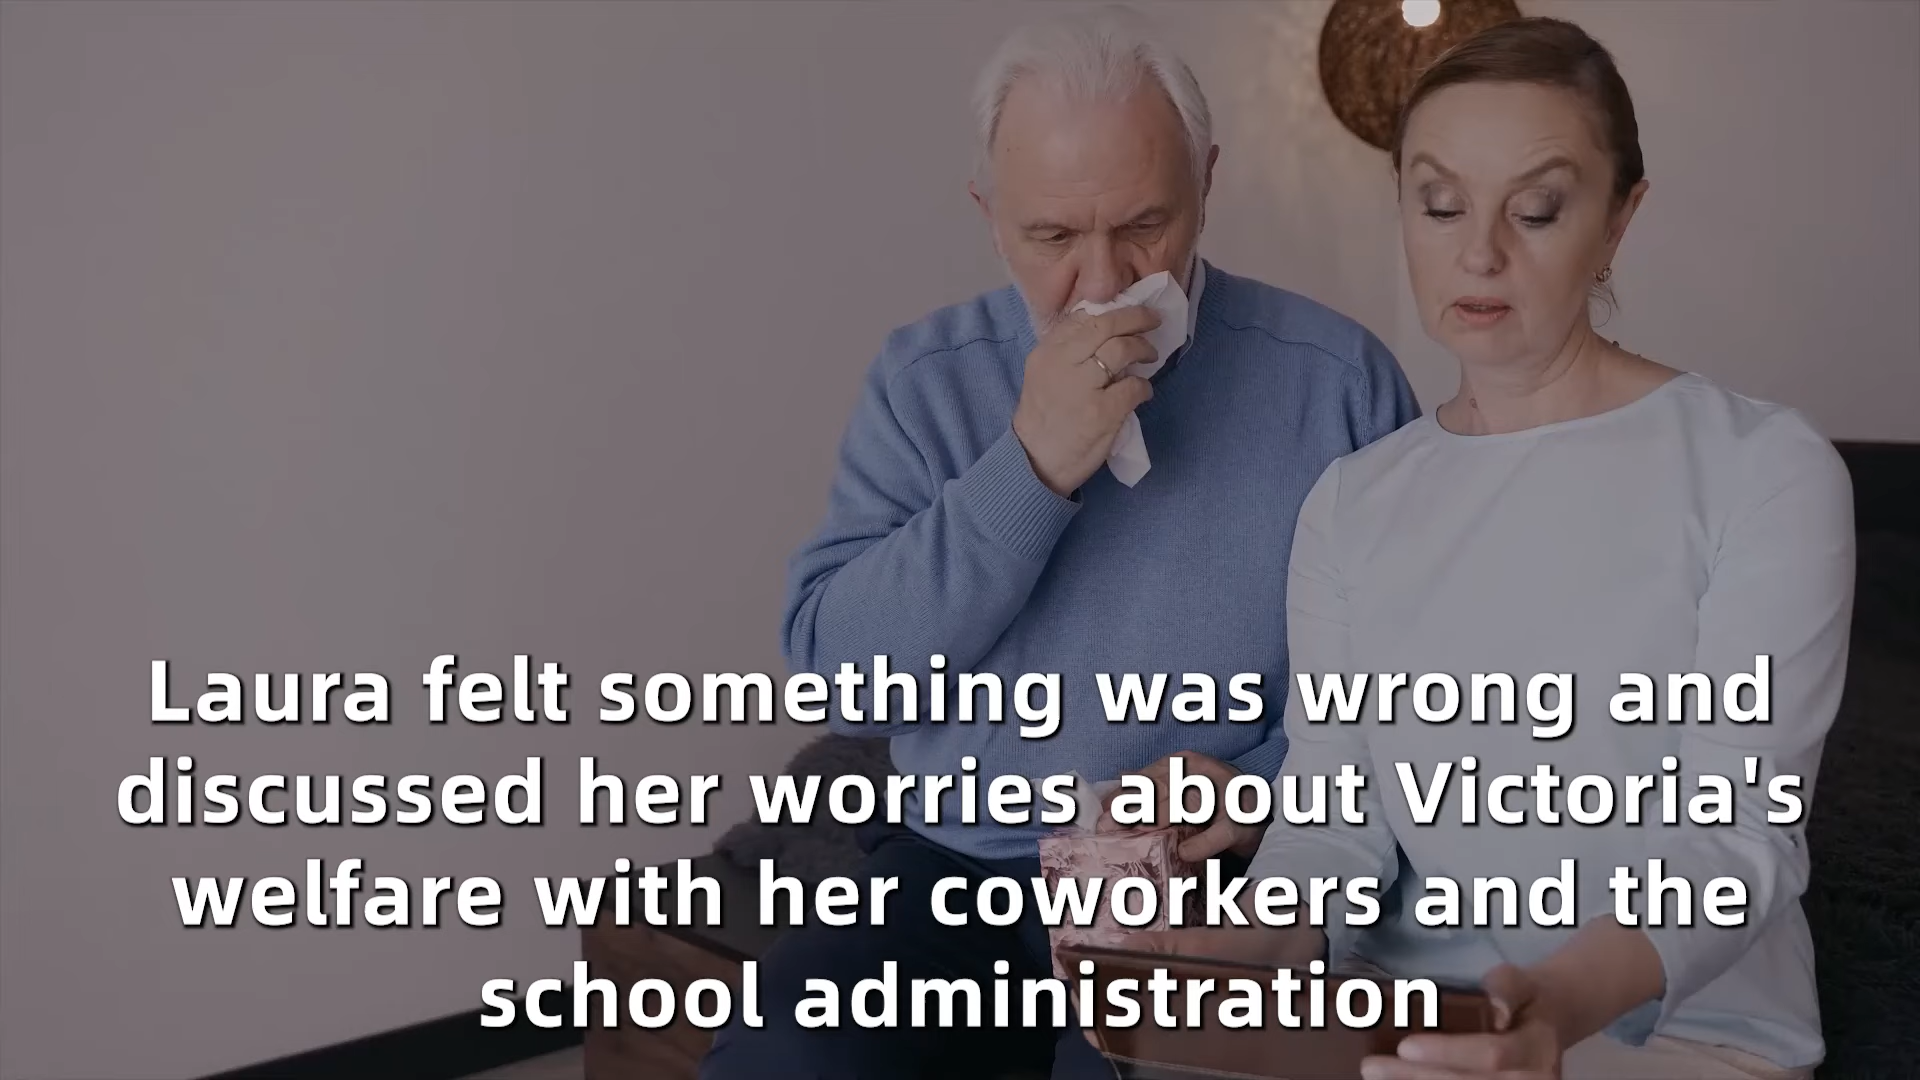 Laura felt something was wrong and
discussed her worries about Victoria's
welfare with her coworkers and the
school administration